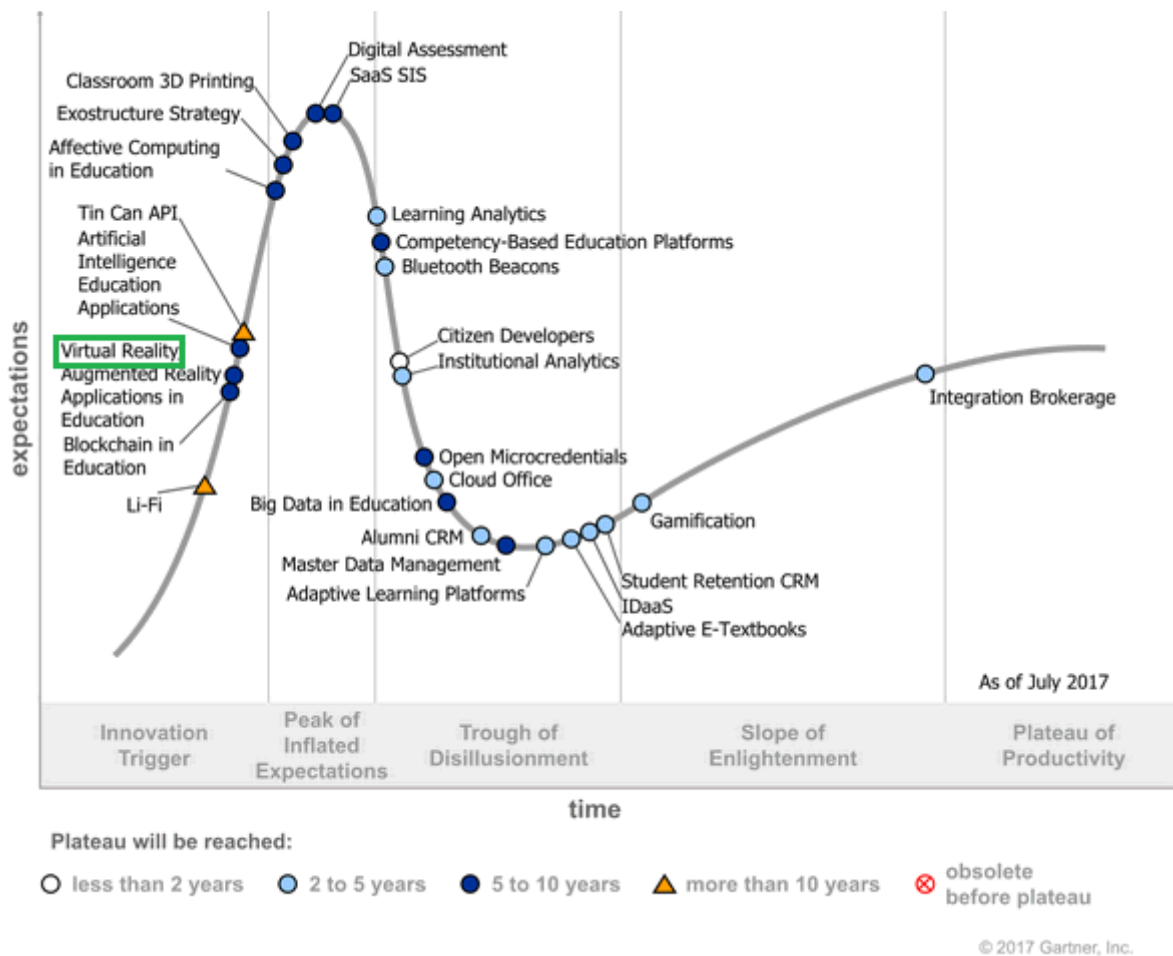 Digital Assessment
SaaS SIS
Classroom 3D Printing
Exostructure Strategy
Affective Computing
in Education
Tin Can API
Artificial
Intelligence
Education
Applications
Virtual Reality
Augmented Reality
Applications in
Education
Blockchain in
Education
Li-Fi
Learning Analytics
Competency-Based Education Platforms
Bluetooth Beacons
Citizen Developers
Institutional Analytics
Open Microcredentials
Cloud Office
Big Data in Education
Alumni CRM
Master Data Management
Adaptive Learning Platforms
Gamification
Student Retention CRM
IDaaS
Adaptive E-Textbooks
Integration Brokerage
expectations
As of July 2017
Innovation
Trigger
Peak of
Inflated
Expectations
Trough of
Disillusionment
Slope of
Enlightenment
Plateau of
Productivity
time
Plateau will be reached:
less than 2 years
2 to 5 years
5 to 10 years
more than 10 years
obsolete
before plateau
© 2017 Gartner, Inc.